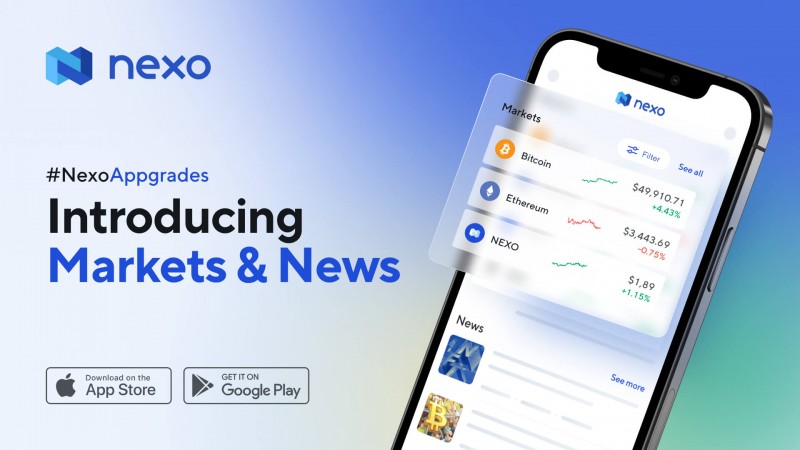 nexo
#NexoAppgrades
Introducing
Markets & News
Download on the
App Store
GET IT ON
Google Play
nexo
Markets
Filter
See all
Bitcoin
$49,910.71
+4.43%
Ethereum
$3,443.69
-0.75%
NEXO
$1,89
+1.15%
News
See more